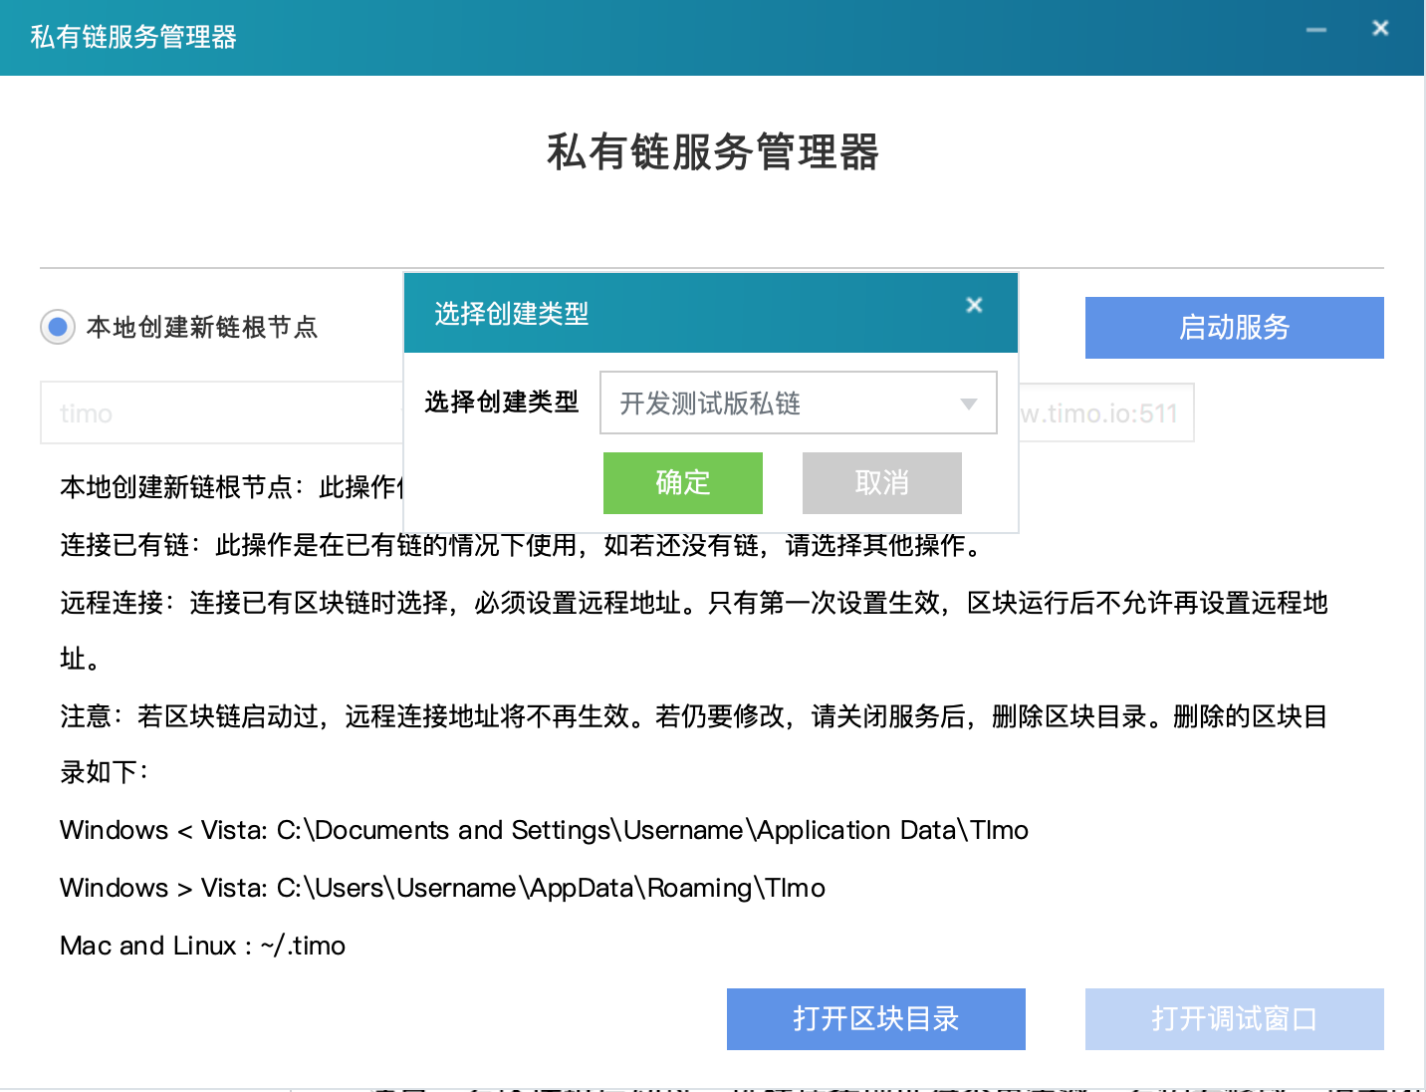 私有链服务管理器
私有链服务管理器
选择创建类型
本地创建新链根节点
启动服务
选择创建类型
开发测试版私链
timo
w.timo.io:511
确定
取消
本地创建新链根节点：此操作
连接已有链：此操作是在已有链的情况下使用，如若还没有链，请选择其他操作。
远程连接：连接已有区块链时选择，必须设置远程地址。只有第一次设置生效，区块运行后不允许再设置远程地
址。
注意：若区块链启动过，远程连接地址将不再生效。若仍要修改，请关闭服务后，删除区块目录。删除的区块目
录如下：
Windows < Vista: C:\Documents and Settings\Username\Application Data\TImo
Windows > Vista: C:\Users\Username\AppData\Roaming\TImo
Mac and Linux : ~/.timo
打开区块目录
打开调试窗口